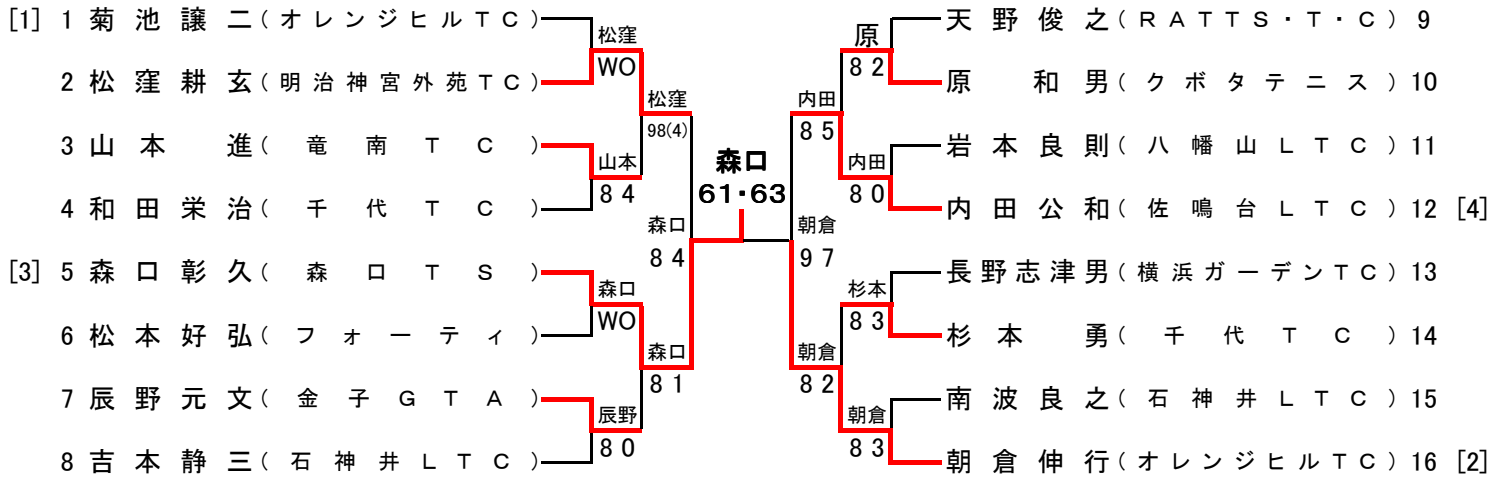 [1] 1 菊池譲二(オレンジヒルTC)
松窪
WO
2 松窪耕玄(明治神宮外苑TC)
松窪
98(4)
3 山本 進(竜南TC)
山本
84
4 和田栄治(千代TC)
森口
84
[3] 5 森口彰久(森口TS)
森口
WO
6 松本好弘(フォーティ)
森口
81
7 辰野元文(金子GTA)
辰野
80
8 吉本静三(石神井LTC)
森口
61・63
天野俊之(RATTS・T・C) 9
原
82
原 和男(クボタテニス) 10
内田
85
岩本良則(八幡山LTC) 11
内田
80
内田公和(佐鳴台LTC) 12 [4]
朝倉
97
長野志津男(横浜ガーデンTC) 13
杉本
83
杉本 勇(千代TC) 14
朝倉
82
南波良之(石神井LTC) 15
朝倉
83
朝倉伸行(オレンジヒルTC) 16 [2]